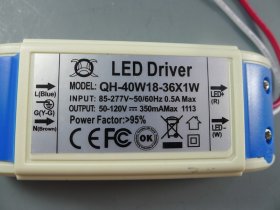 LED Driver
MODEL: QH-40W18-36X1W
INPUT: 85-277V~50/60Hz 0.5A Max
OUTPUT: 50-120V⎓350mAMax 1113
Power Factor:>95%
L(Blue)
G(Y-G)
N(Brown)
LED+
(R)
LED-
(W)
CE